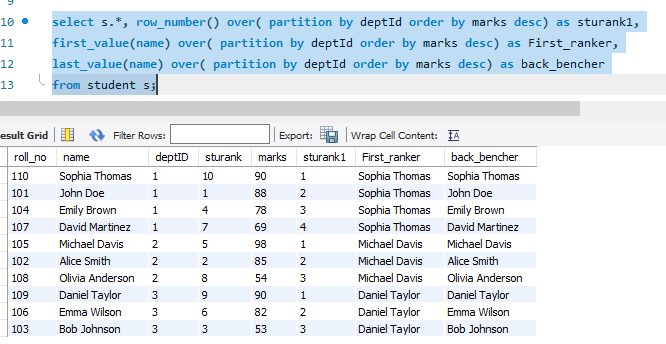 9
10 select s.*, row_number() over( partition by deptId order by marks desc) as sturank1,
11 first_value(name) over( partition by deptId order by marks desc) as First_ranker,
12 last_value(name) over( partition by deptId order by marks desc) as back_bencher
13 from student s;
esult Grid Filter Rows: Export: Wrap Cell Content: IA
roll_no name deptID sturank marks sturank1 First_ranker back_bencher
110 Sophia Thomas 1 10 90 1 Sophia Thomas Sophia Thomas
101 John Doe 1 1 88 2 Sophia Thomas John Doe
104 Emily Brown 1 4 78 3 Sophia Thomas Emily Brown
107 David Martinez 1 7 69 4 Sophia Thomas David Martinez
105 Michael Davis 2 5 98 1 Michael Davis Michael Davis
102 Alice Smith 2 2 85 2 Michael Davis Alice Smith
108 Olivia Anderson 2 8 54 3 Michael Davis Olivia Anderson
109 Daniel Taylor 3 9 90 1 Daniel Taylor Daniel Taylor
106 Emma Wilson 3 6 82 2 Daniel Taylor Emma Wilson
103 Bob Johnson 3 3 53 3 Daniel Taylor Bob Johnson